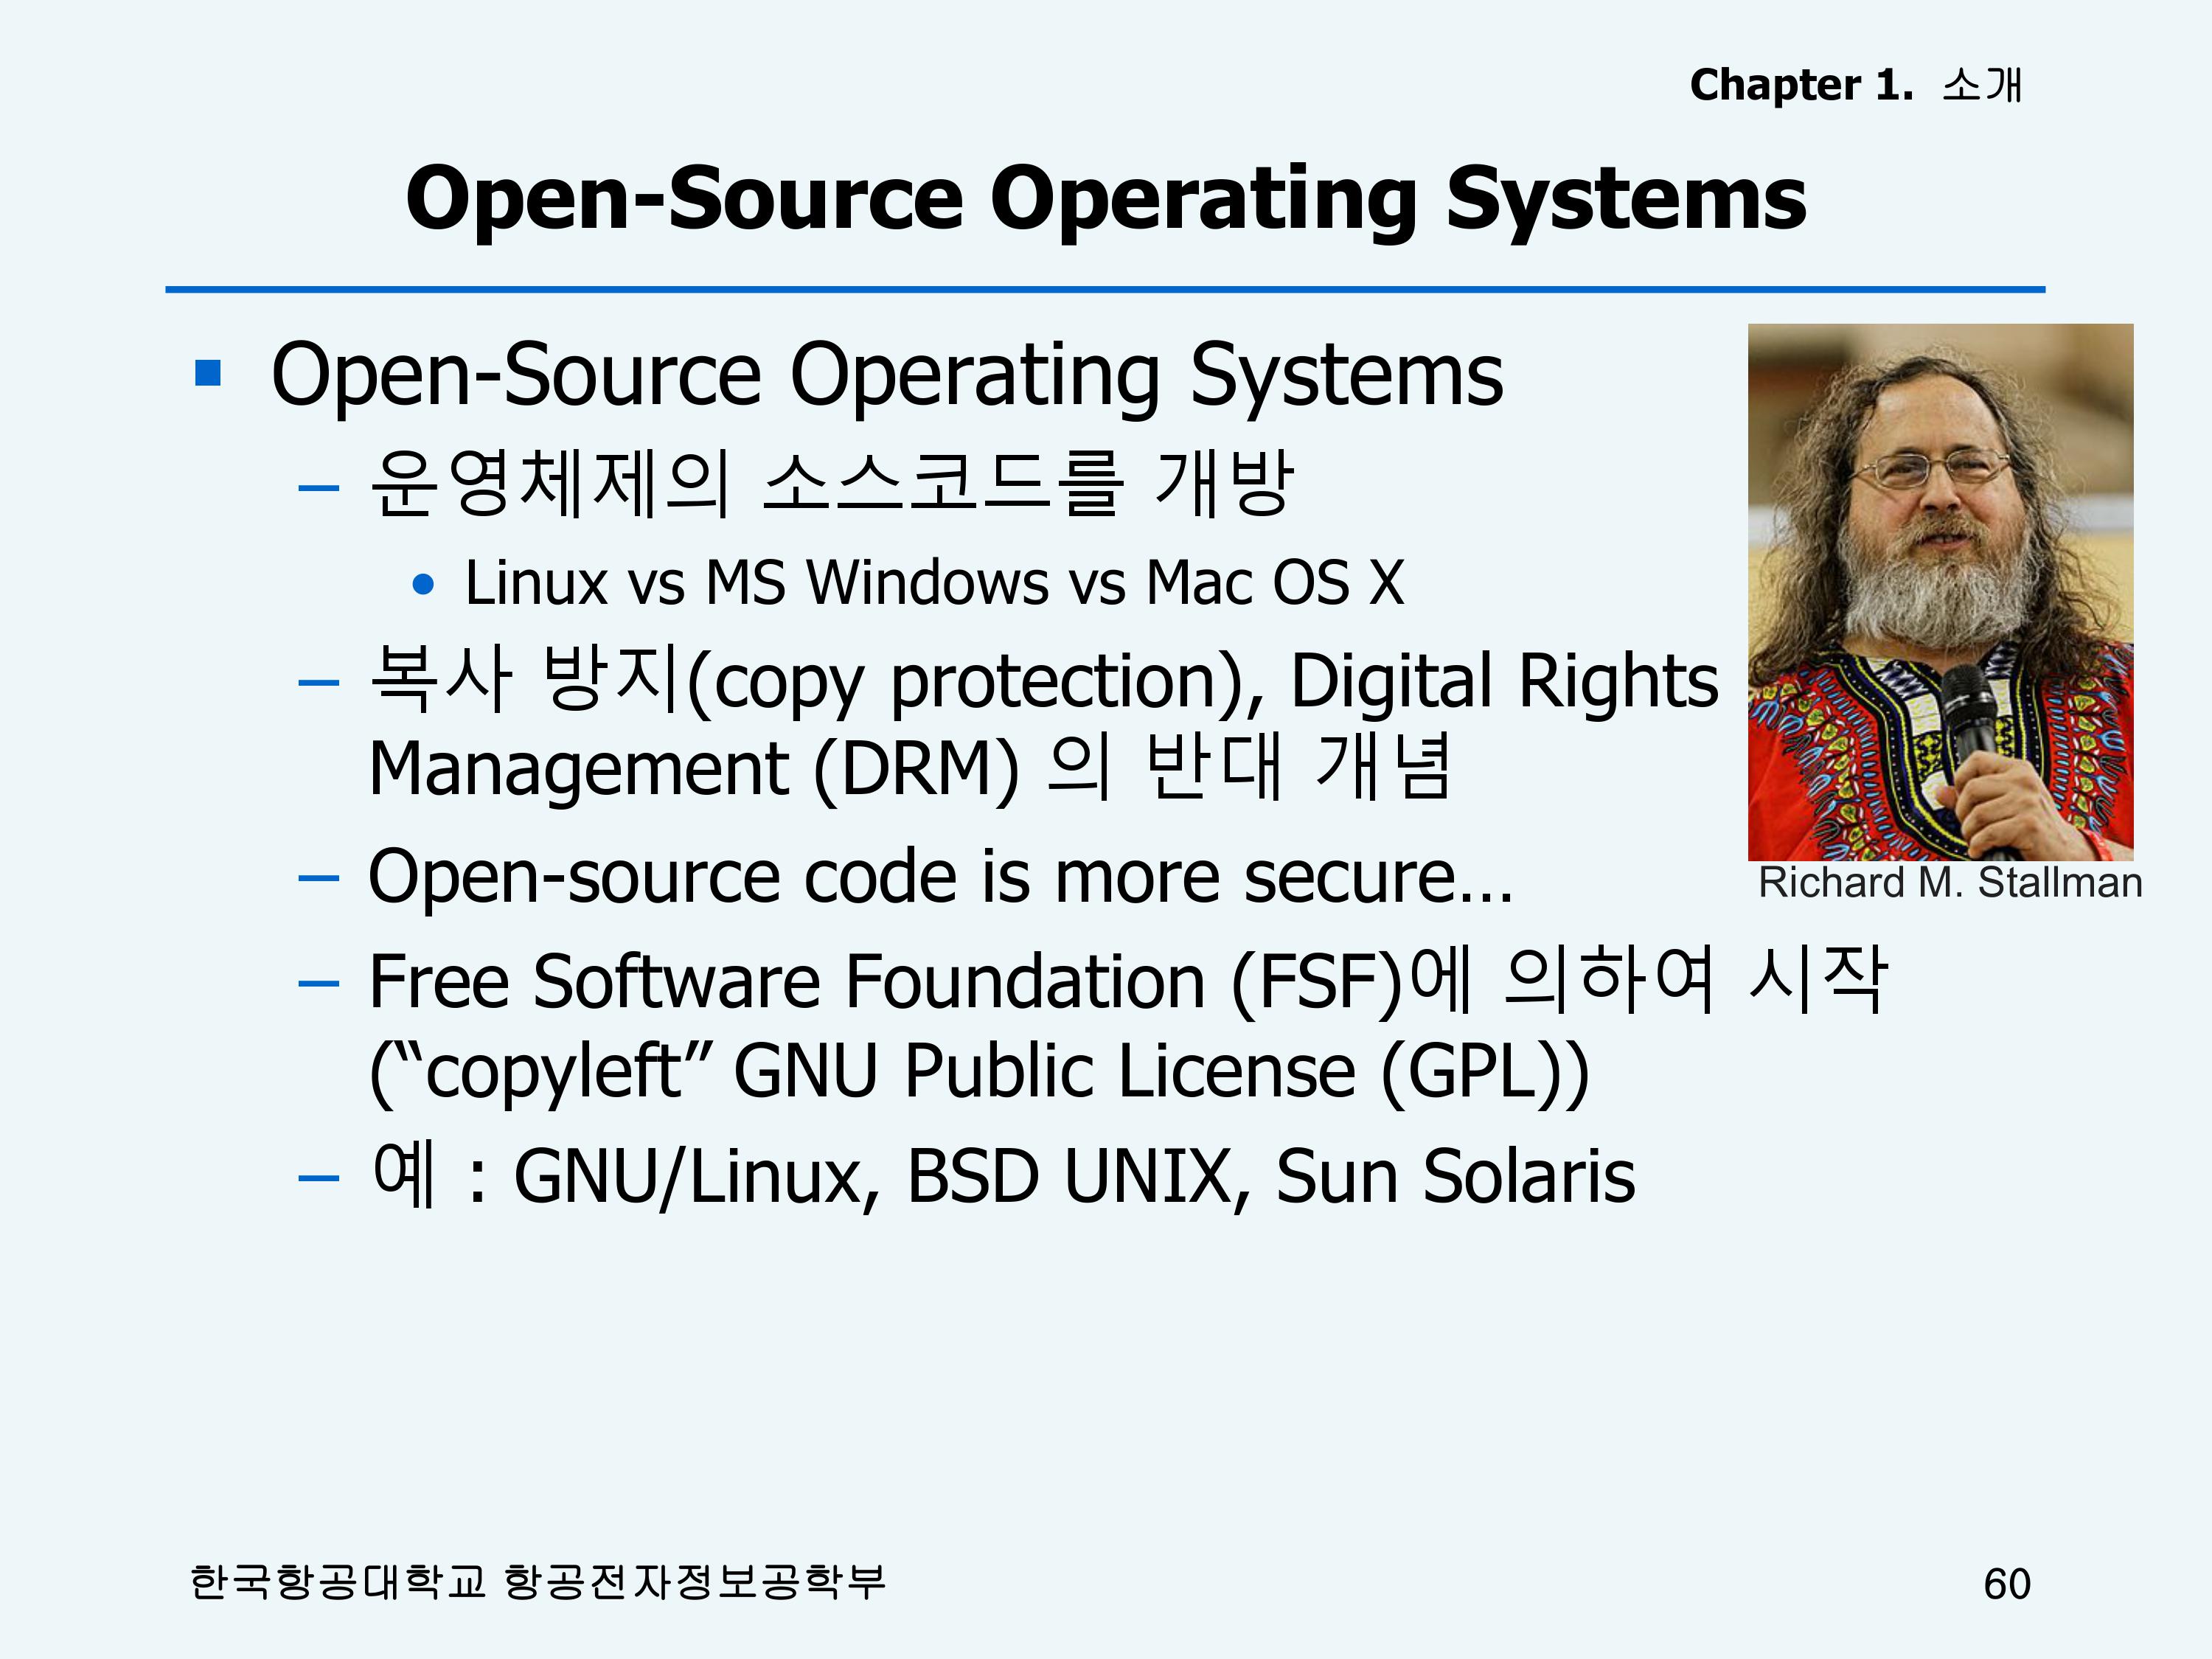 Chapter 1. 소개
Open-Source Operating Systems
▪ Open-Source Operating Systems
– 운영체제의 소스코드를 개방
• Linux vs MS Windows vs Mac OS X
– 복사 방지(copy protection), Digital Rights
Management (DRM) 의 반대 개념
– Open-source code is more secure…
Richard M. Stallman
– Free Software Foundation (FSF)에 의하여 시작
(“copyleft” GNU Public License (GPL))
– 예 : GNU/Linux, BSD UNIX, Sun Solaris
한국항공대학교 항공전자정보공학부
60